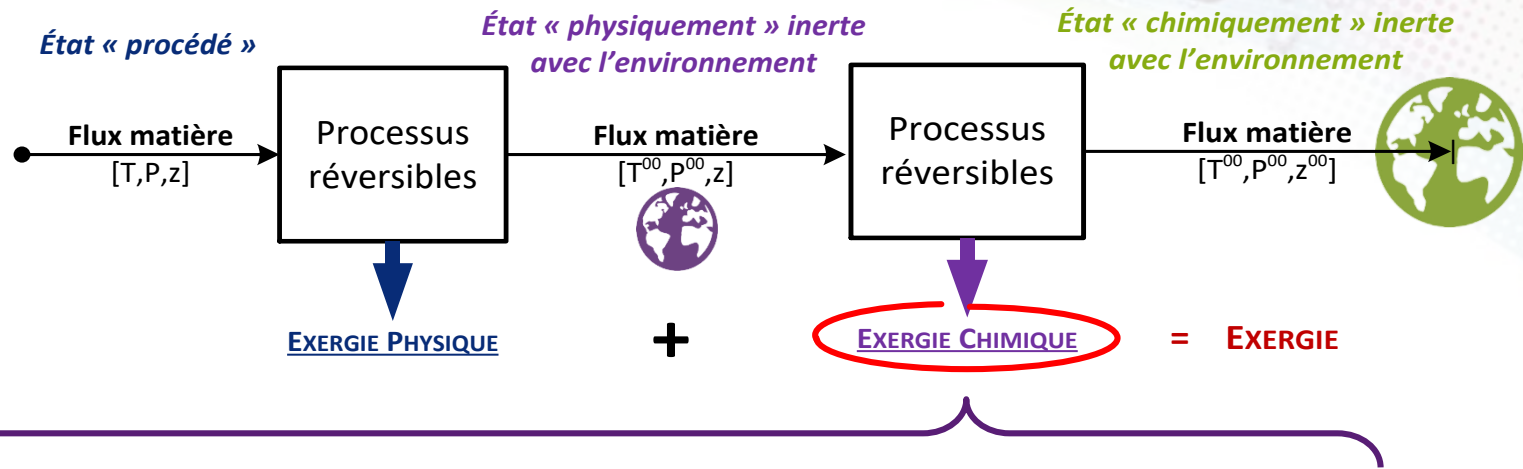 État « procédé »
État « physiquement » inerte
avec l’environnement
État « chimiquement » inerte
avec l’environnement
Flux matière
[T,P,z]
Processus
réversibles
Flux matière
[T⁰⁰,P⁰⁰,z]
Processus
réversibles
Flux matière
[T⁰⁰,P⁰⁰,z⁰⁰]
EXERGIE PHYSIQUE
+
EXERGIE CHIMIQUE
= EXERGIE